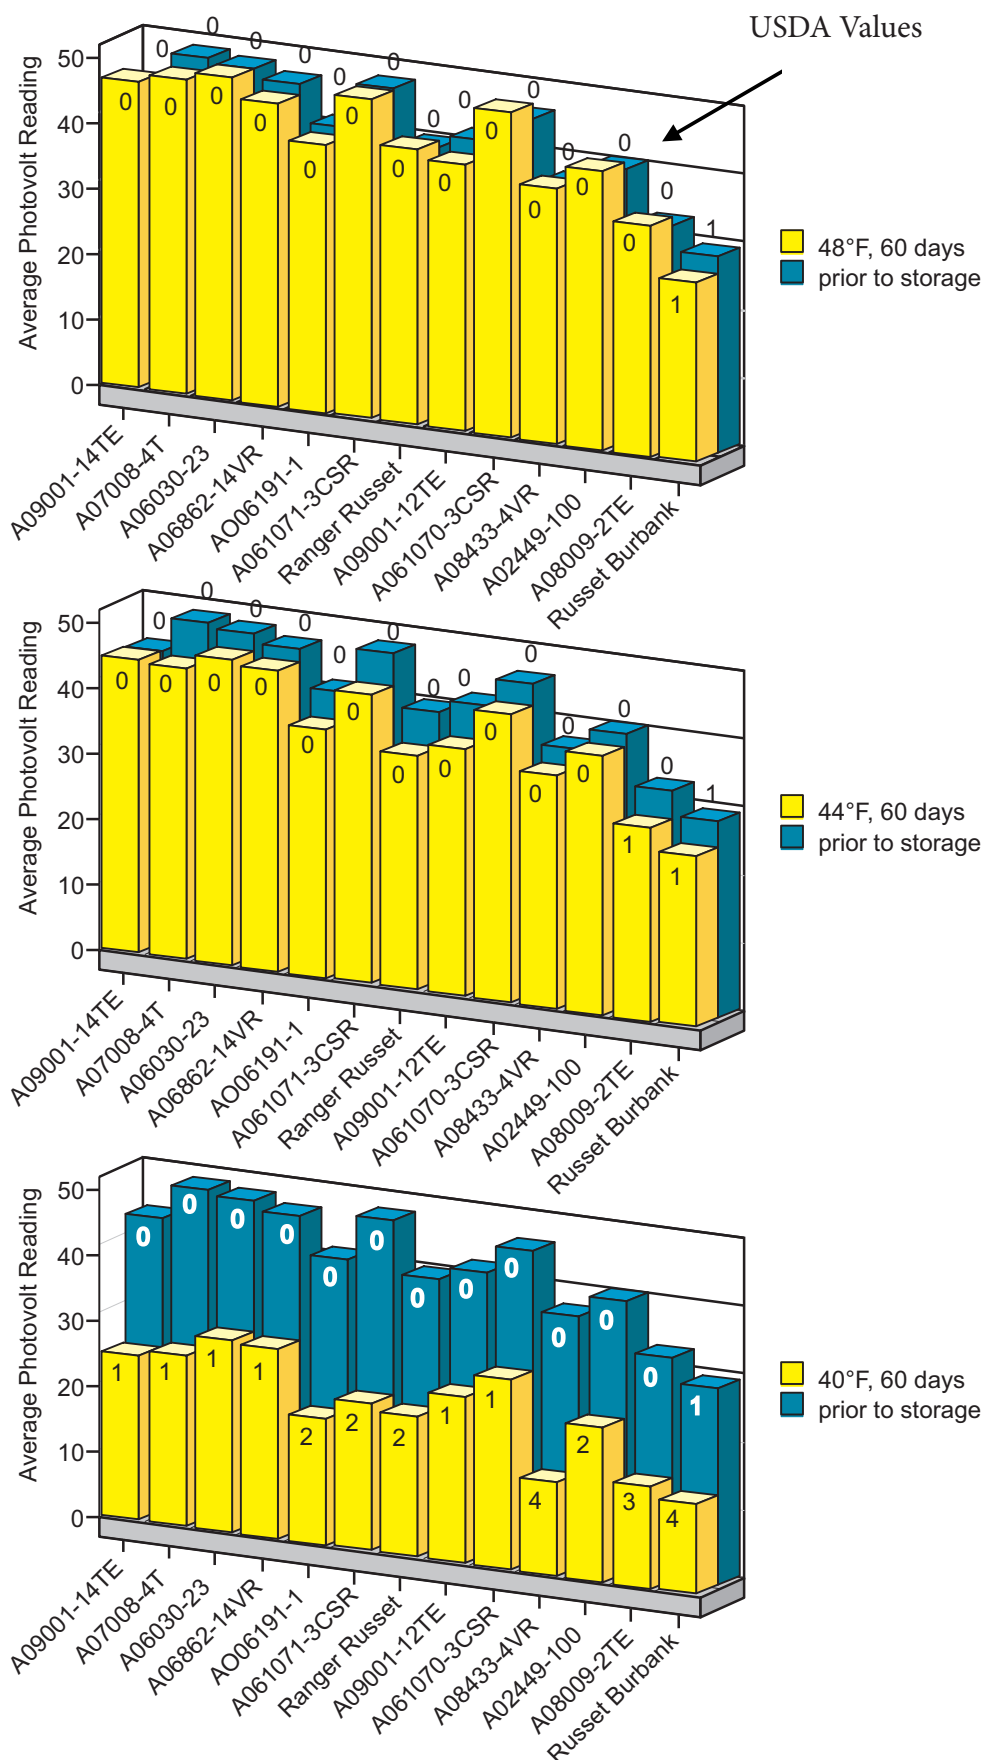 USDA Values
Average Photovolt Reading
50
40
30
20
10
0
0 0 0 0 0 0 0 0 0 0 0 0 1
0 0 0 0 0 0 0 0 0 0 0 0 1
48°F, 60 days
prior to storage
A09001-14TE
A07008-4T
A06030-23
A06862-14VR
AO06191-1
A061071-3CSR
Ranger Russet
A09001-12TE
A061070-3CSR
A08433-4VR
A02449-100
A08009-2TE
Russet Burbank
Average Photovolt Reading
50
40
30
20
10
0
0 0 0 0 0 0 0 0 0 0 0 0 1
0 0 0 0 0 0 0 0 0 0 0 1 1
44°F, 60 days
prior to storage
A09001-14TE
A07008-4T
A06030-23
A06862-14VR
AO06191-1
A061071-3CSR
Ranger Russet
A09001-12TE
A061070-3CSR
A08433-4VR
A02449-100
A08009-2TE
Russet Burbank
Average Photovolt Reading
50
40
30
20
10
0
0 0 0 0 0 0 0 0 0 0 0 0 1
1 1 1 1 2 2 2 1 1 4 2 3 4
40°F, 60 days
prior to storage
A09001-14TE
A07008-4T
A06030-23
A06862-14VR
AO06191-1
A061071-3CSR
Ranger Russet
A09001-12TE
A061070-3CSR
A08433-4VR
A02449-100
A08009-2TE
Russet Burbank